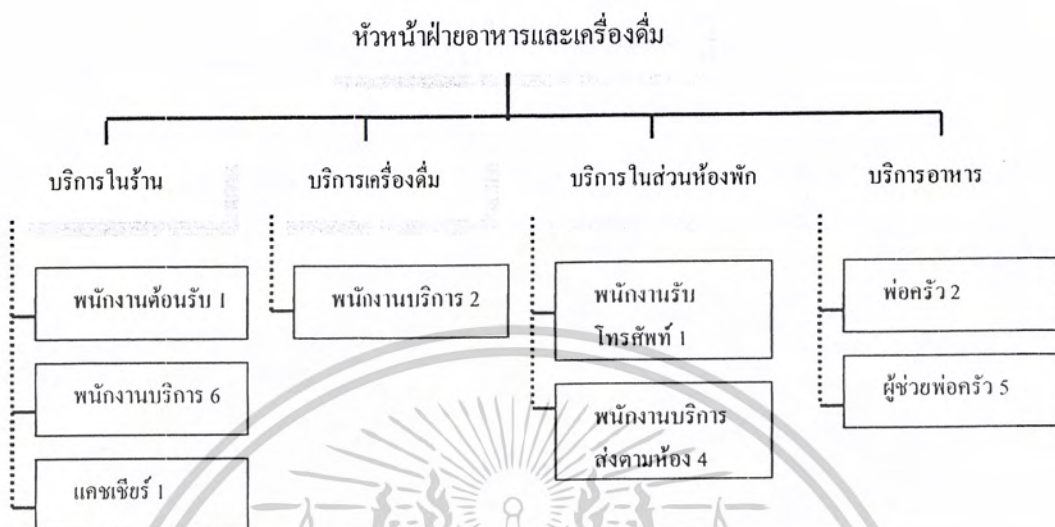 หัวหน้าฝ่ายอาหารและเครื่องดื่ม
บริการในร้าน
พนักงานต้อนรับ 1
พนักงานบริการ 6
แคชเชียร์ 1
บริการเครื่องดื่ม
พนักงานบริการ 2
บริการในส่วนห้องพัก
พนักงานรับ
โทรศัพท์ 1
พนักงานบริการ
ส่งตามห้อง 4
บริการอาหาร
พ่อครัว 2
ผู้ช่วยพ่อครัว 5